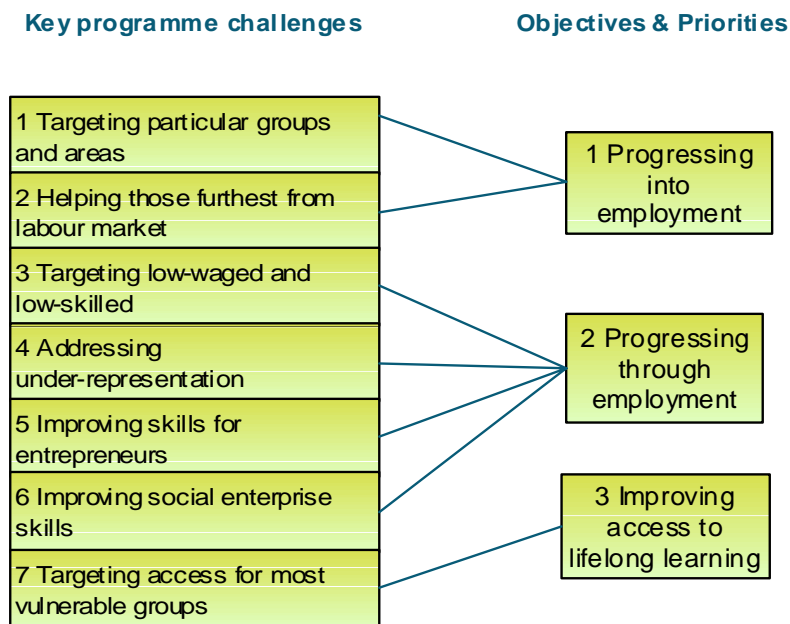 Key programme challenges
Objectives & Priorities
1 Targeting particular groups
and areas
2 Helping those furthest from
labour market
3 Targeting low-waged and
low-skilled
4 Addressing
under-representation
5 Improving skills for
entrepreneurs
6 Improving social enterprise
skills
7 Targeting access for most
vulnerable groups
1 Progressing
into
employment
2 Progressing
through
employment
3 Improving
access to
lifelong learning